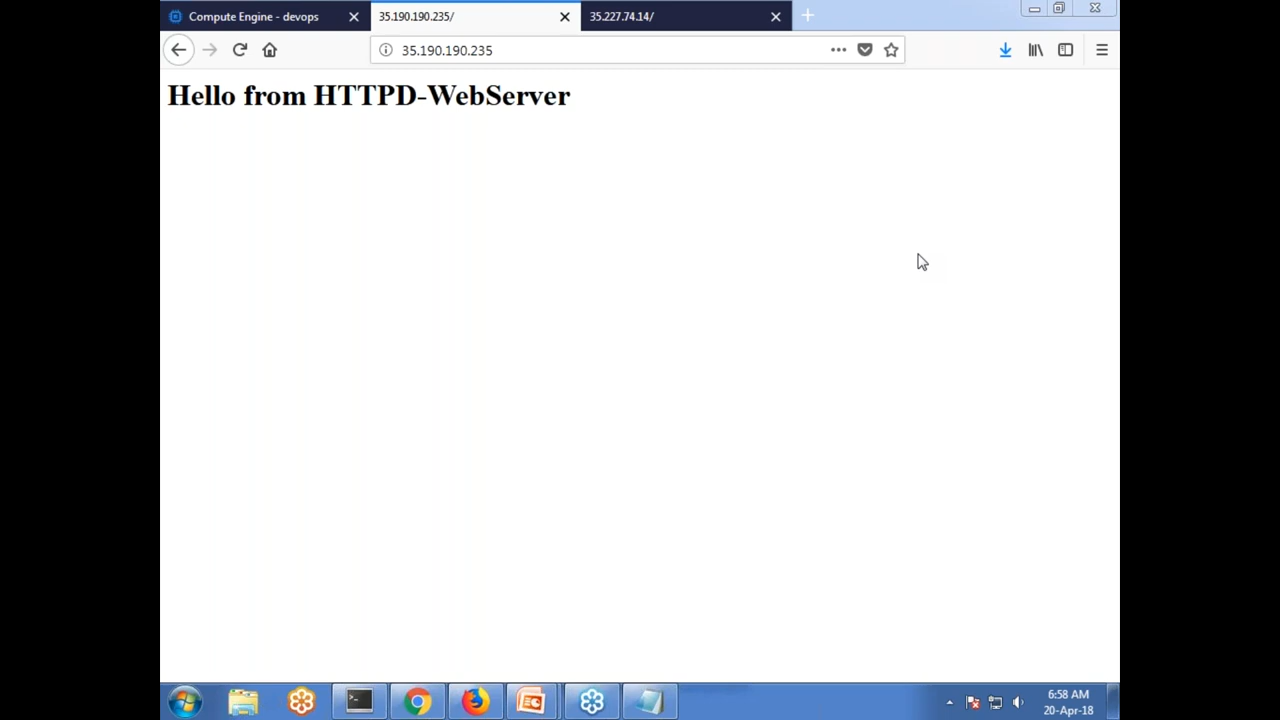 Compute Engine - devops
35.190.190.235/
35.227.74.14/
35.190.190.235
Hello from HTTPD-WebServer
6:58 AM
20-Apr-18